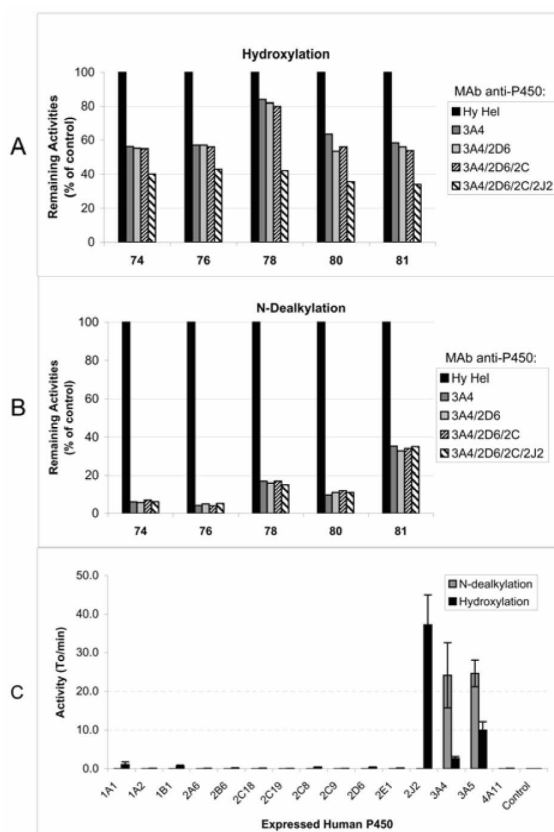 A
Hydroxylation
Remaining Activities
(% of control)
100
80
60
40
20
0
74 76 78 80 81
MAb anti-P450:
Hy Hel
3A4
3A4/2D6
3A4/2D6/2C
3A4/2D6/2C/2J2
B
N-Dealkylation
Remaining Activities
(% of control)
100
80
60
40
20
0
74 76 78 80 81
MAb anti-P450:
Hy Hel
3A4
3A4/2D6
3A4/2D6/2C
3A4/2D6/2C/2J2
C
Activity (To/min)
50.0
40.0
30.0
20.0
10.0
0.0
N-dealkylation
Hydroxylation
1A1 1A2 1B1 2A6 2B6 2C18 2C19 2C8 2C9 2D6 2E1 2J2 3A4 3A5 4A11 Control
Expressed Human P450